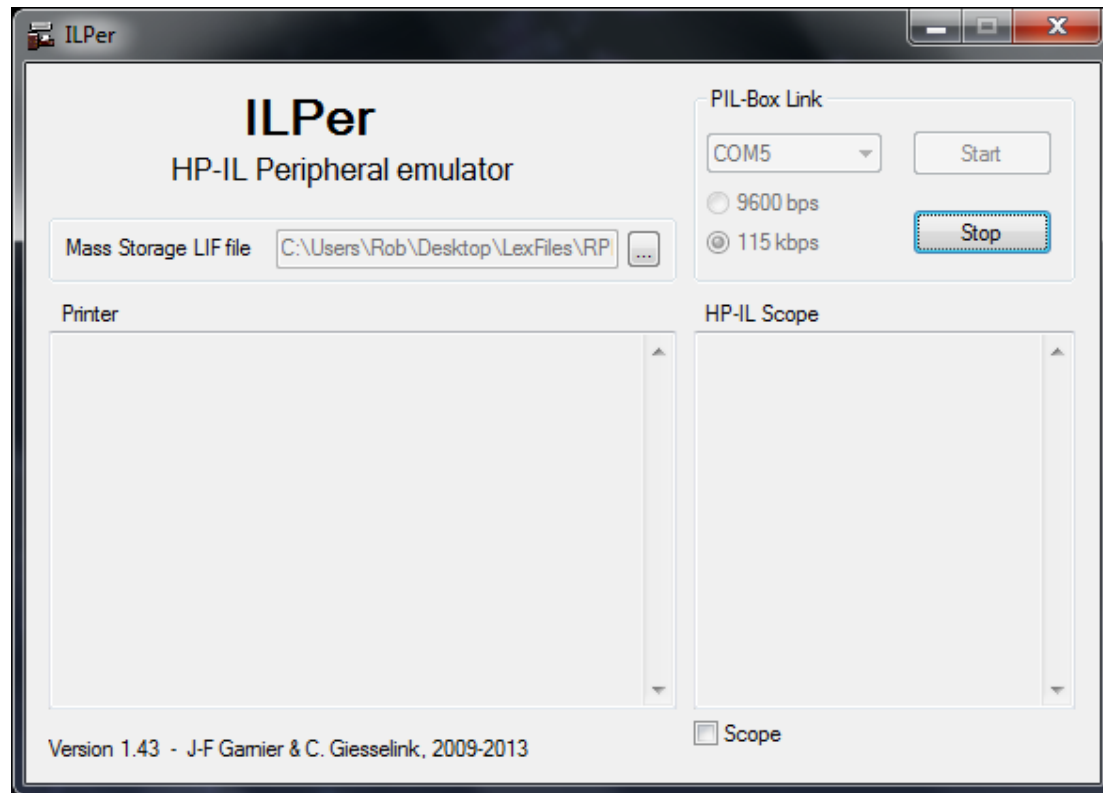 ILPer
ILPer
HP-IL Peripheral emulator
PIL-Box Link
COM5
Start
9600 bps
115 kbps
Stop
Mass Storage LIF file
C:\Users\Rob\Desktop\LexFiles\RP
...
Printer
HP-IL Scope
Scope
Version 1.43 - J-F Garnier & C. Giesselink, 2009-2013